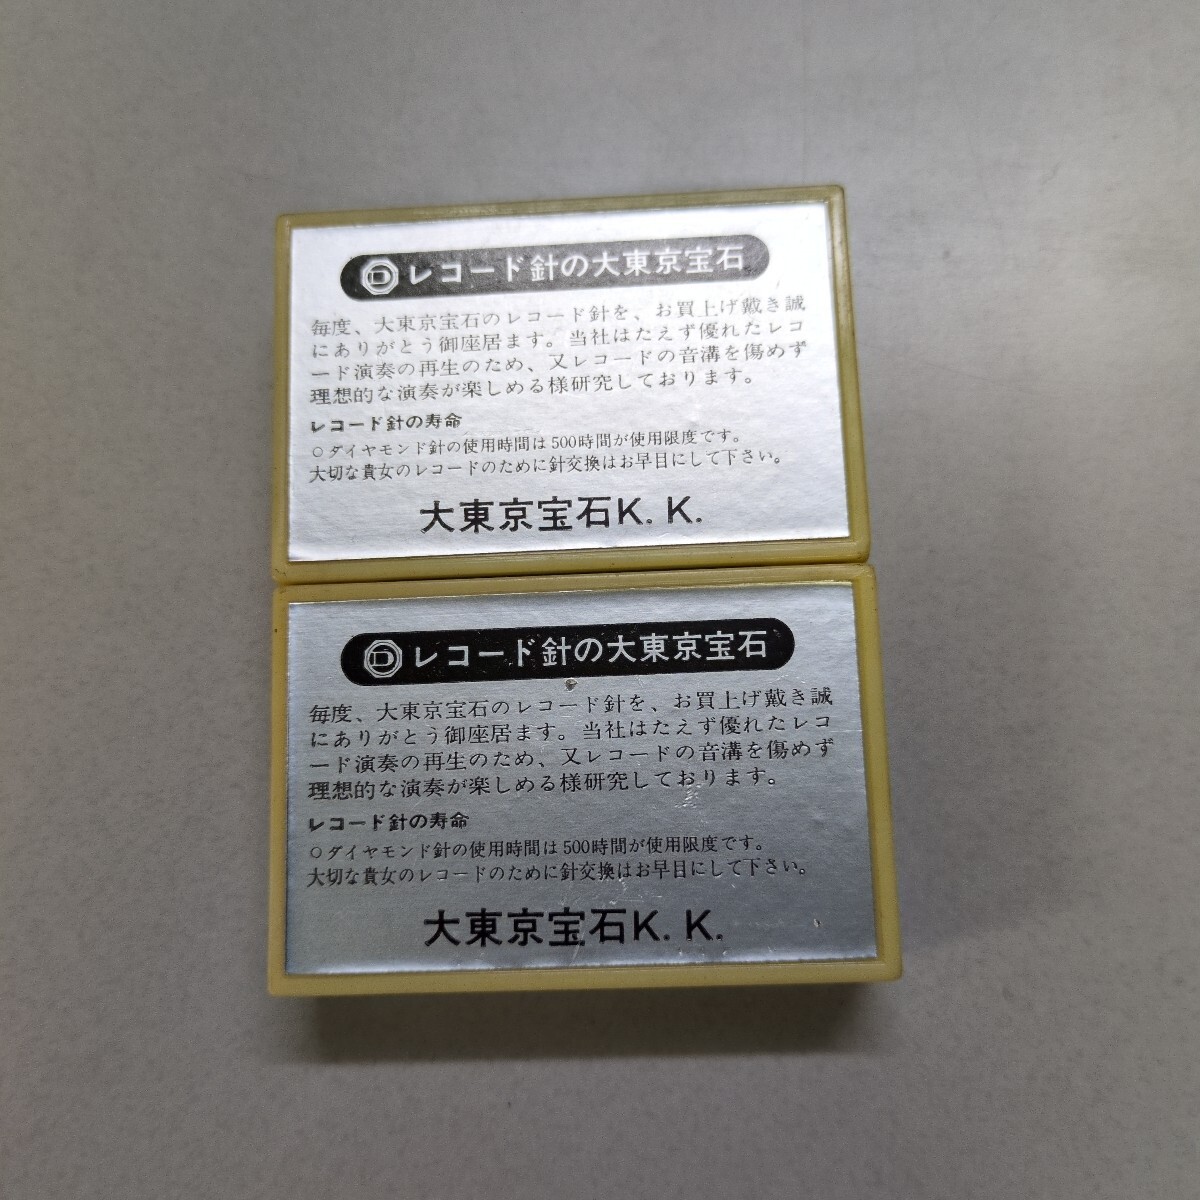 D レコード針の大東京宝石
毎度、大東京宝石のレコード針を、お買上げ戴き誠
にありがとう御座居ます。当社はたえず優れたレコ
ード演奏の再生のため、又レコードの音溝を傷めず
理想的な演奏が楽しめる様研究しております。
レコード針の寿命
○ダイヤモンド針の使用時間は500時間が使用限度です。
大切な貴女のレコードのために針交換はお早目にして下さい。
大東京宝石K.K.
D レコード針の大東京宝石
毎度、大東京宝石のレコード針を、お買上げ戴き誠
にありがとう御座居ます。当社はたえず優れたレコ
ード演奏の再生のため、又レコードの音溝を傷めず
理想的な演奏が楽しめる様研究しております。
レコード針の寿命
○ダイヤモンド針の使用時間は500時間が使用限度です。
大切な貴女のレコードのために針交換はお早目にして下さい。
大東京宝石K.K.